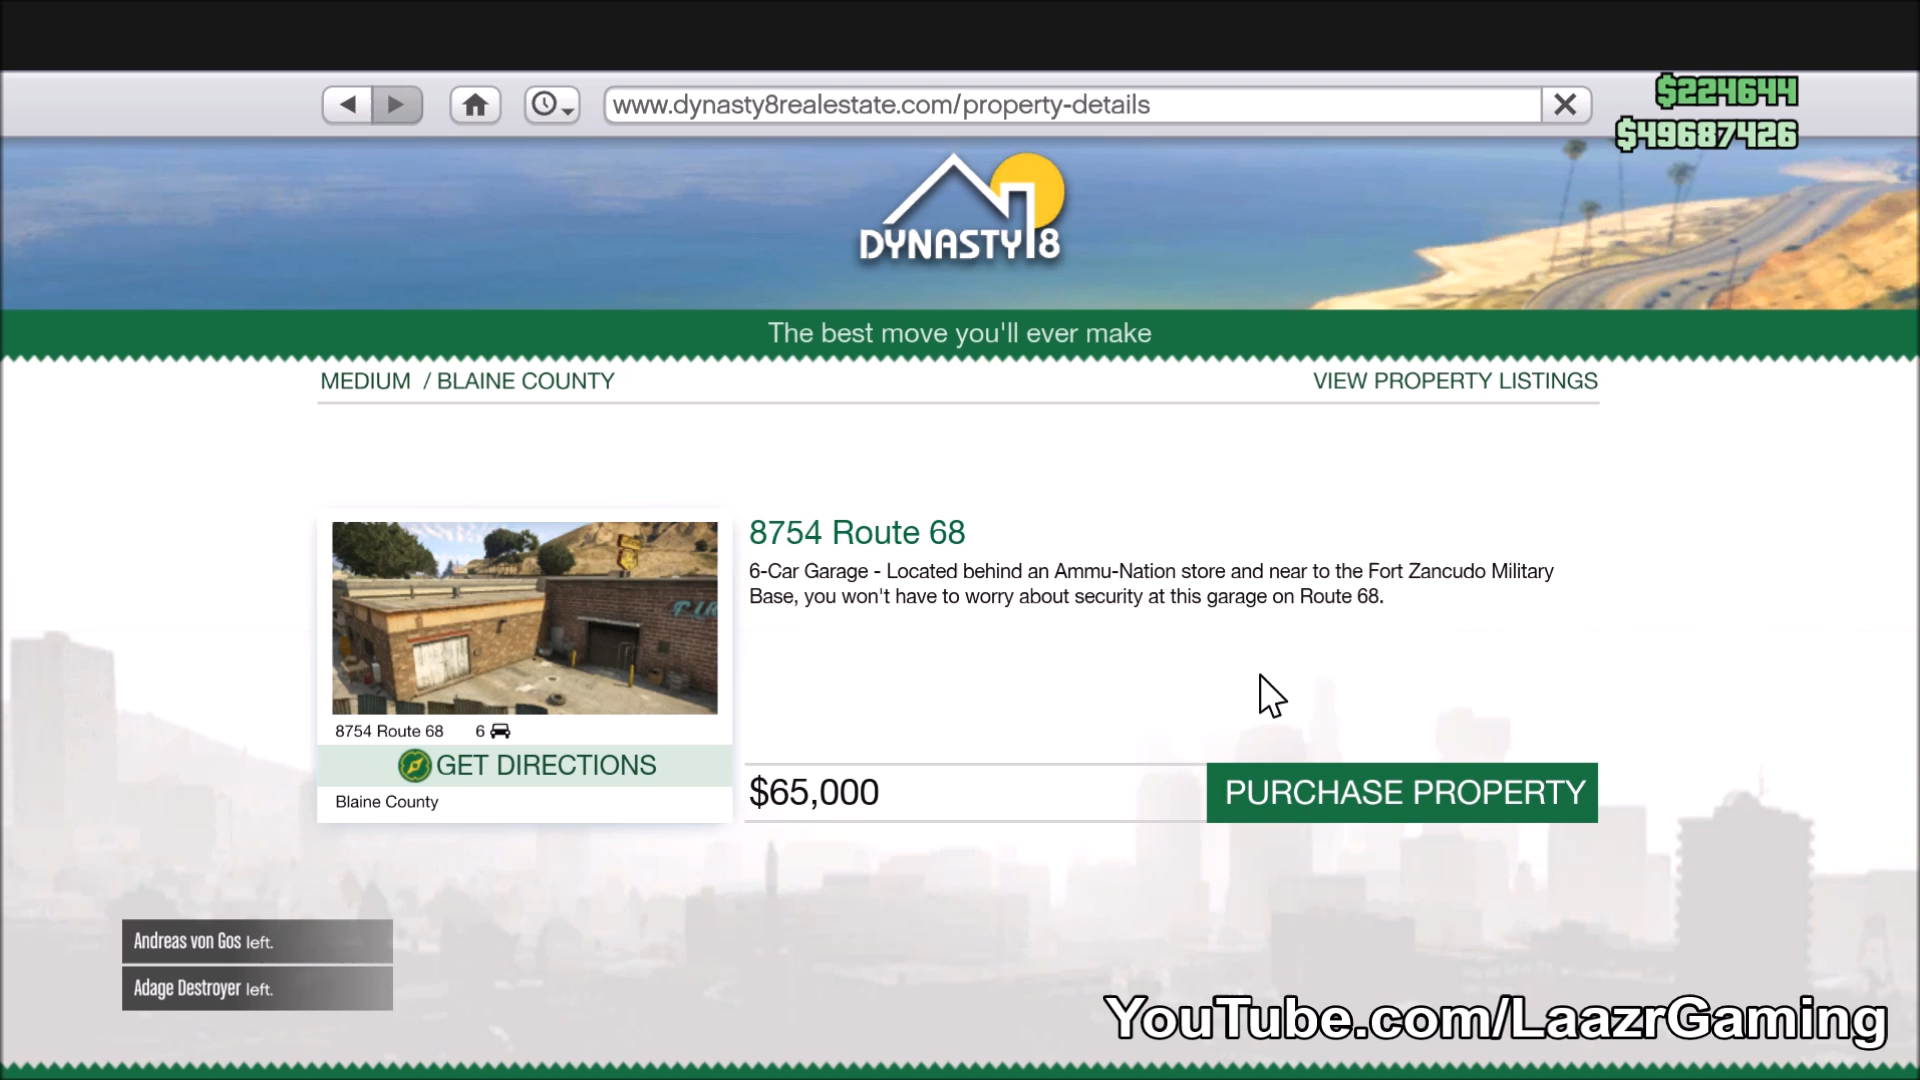 www.dynasty8realestate.com/property-details
$224644
$49687426
DYNASTY 8
The best move you'll ever make
MEDIUM / BLAINE COUNTY
VIEW PROPERTY LISTINGS
8754 Route 68
6-Car Garage - Located behind an Ammu-Nation store and near to the Fort Zancudo Military
Base, you won't have to worry about security at this garage on Route 68.
8754 Route 68 6
GET DIRECTIONS
Blaine County
$65,000
PURCHASE PROPERTY
Andreas von Gos left.
Adage Destroyer left.
YouTube.com/LaazrGaming